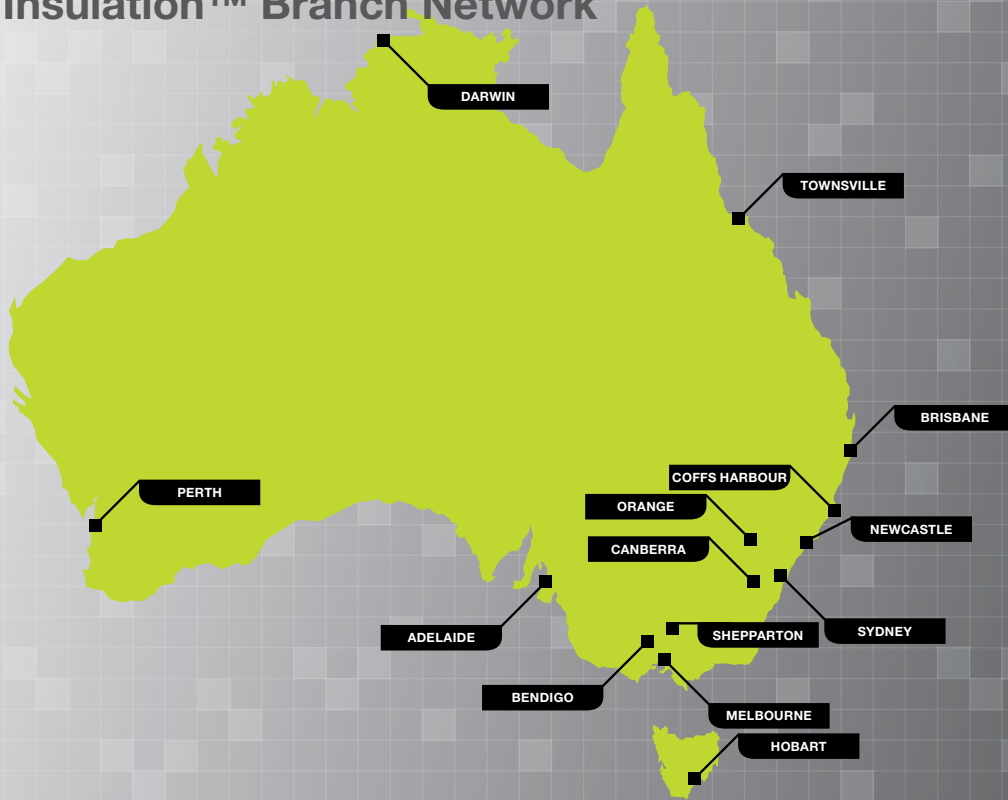 Insulation™ Branch Network
DARWIN
TOWNSVILLE
BRISBANE
COFFS HARBOUR
PERTH
ORANGE
NEWCASTLE
CANBERRA
SYDNEY
SHEPPARTON
ADELAIDE
BENDIGO
MELBOURNE
HOBART